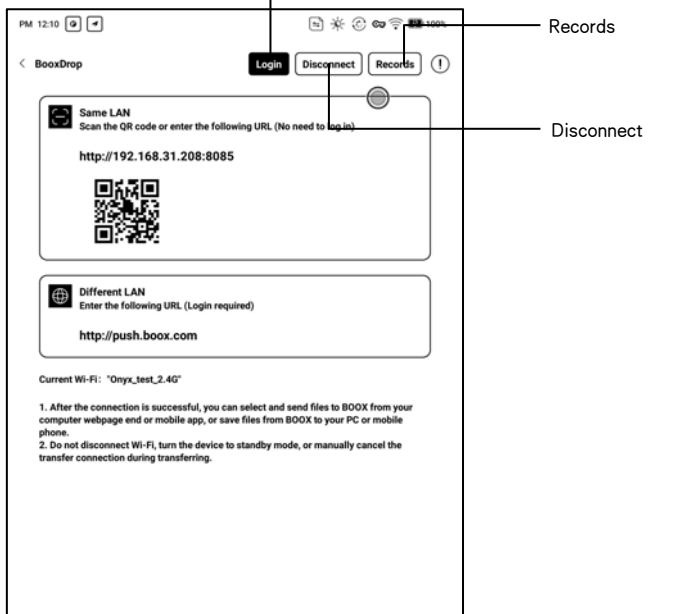 PM 12:10 100%
Records
BooxDrop Login Disconnect Records
Disconnect
Same LAN
Scan the QR code or enter the following URL (No need to log in)
http://192.168.31.208:8085
Different LAN
Enter the following URL (Login required)
http://push.boox.com
Current Wi-Fi: "Onyx_test_2.4G"
1. After the connection is successful, you can select and send files to BOOX from your
computer webpage end or mobile app, or save files from BOOX to your PC or mobile
phone.
2. Do not disconnect Wi-Fi, turn the device to standby mode, or manually cancel the
transfer connection during transferring.